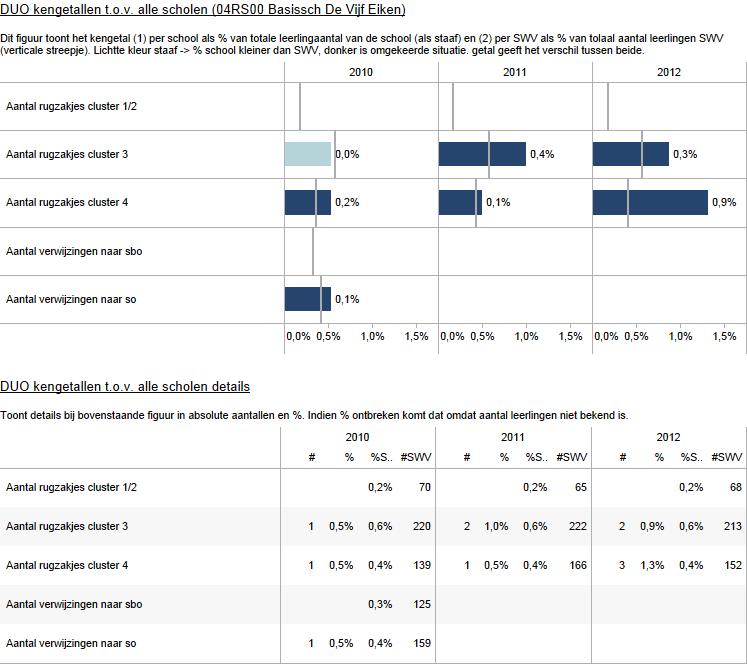 DUO kengetallen t.o.v. alle scholen (04RS00 Basissch De Vijf Eiken)
Dit figuur toont het kengetal (1) per school als % van totale leerlingaantal van de school (als staaf) en (2) per SWV als % van tolaal aantal leerlingen SWV
(verticale streepje). Lichtte kleur staaf -> % school kleiner dan SWV, donker is omgekeerde situatie. getal geeft het verschil tussen beide.
2010 2011 2012
Aantal rugzakjes cluster 1/2
Aantal rugzakjes cluster 3 0,0% 0,4% 0,3%
Aantal rugzakjes cluster 4 0,2% 0,1% 0,9%
Aantal verwijzingen naar sbo
Aantal verwijzingen naar so 0,1%
0,0% 0,5% 1,0% 1,5% 0,0% 0,5% 1,0% 1,5% 0,0% 0,5% 1,0% 1,5%
DUO kengetallen t.o.v. alle scholen details
Toont details bij bovenstaande figuur in absolute aantallen en %. Indien % ontbreken komt dat omdat aantal leerlingen niet bekend is.
2010 2011 2012
# % %S.. #SWV # % %S.. #SWV # % %S.. #SWV
Aantal rugzakjes cluster 1/2 0,2% 70 0,2% 65 0,2% 68
Aantal rugzakjes cluster 3 1 0,5% 0,6% 220 2 1,0% 0,6% 222 2 0,9% 0,6% 213
Aantal rugzakjes cluster 4 1 0,5% 0,4% 139 1 0,5% 0,4% 166 3 1,3% 0,4% 152
Aantal verwijzingen naar sbo 0,3% 125
Aantal verwijzingen naar so 1 0,5% 0,4% 159